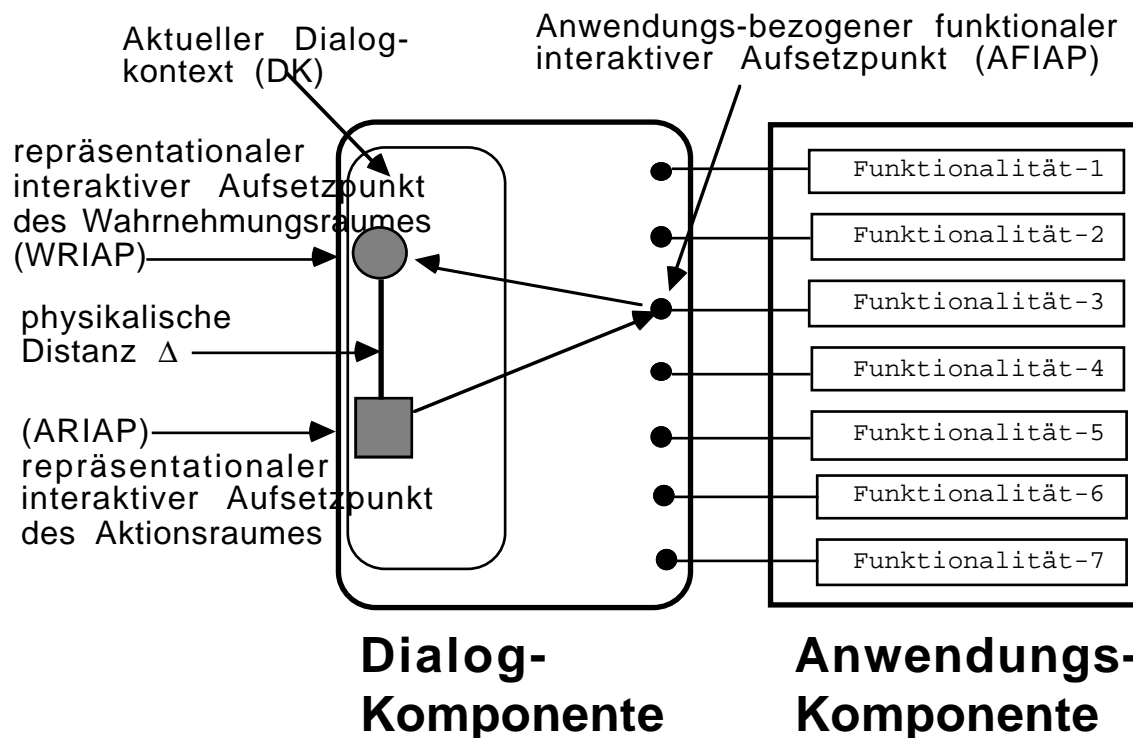 Aktueller Dialog-
kontext (DK)
Anwendungs-bezogener funktionaler
interaktiver Aufsetzpunkt (AFIAP)
repräsentationaler
interaktiver Aufsetzpunkt
des Wahrnehmungsraumes
(WRIAP)
physikalische
Distanz Δ
(ARIAP)
repräsentationaler
interaktiver Aufsetzpunkt
des Aktionsraumes
Funktionalität-1
Funktionalität-2
Funktionalität-3
Funktionalität-4
Funktionalität-5
Funktionalität-6
Funktionalität-7
Dialog-
Komponente
Anwendungs-
Komponente